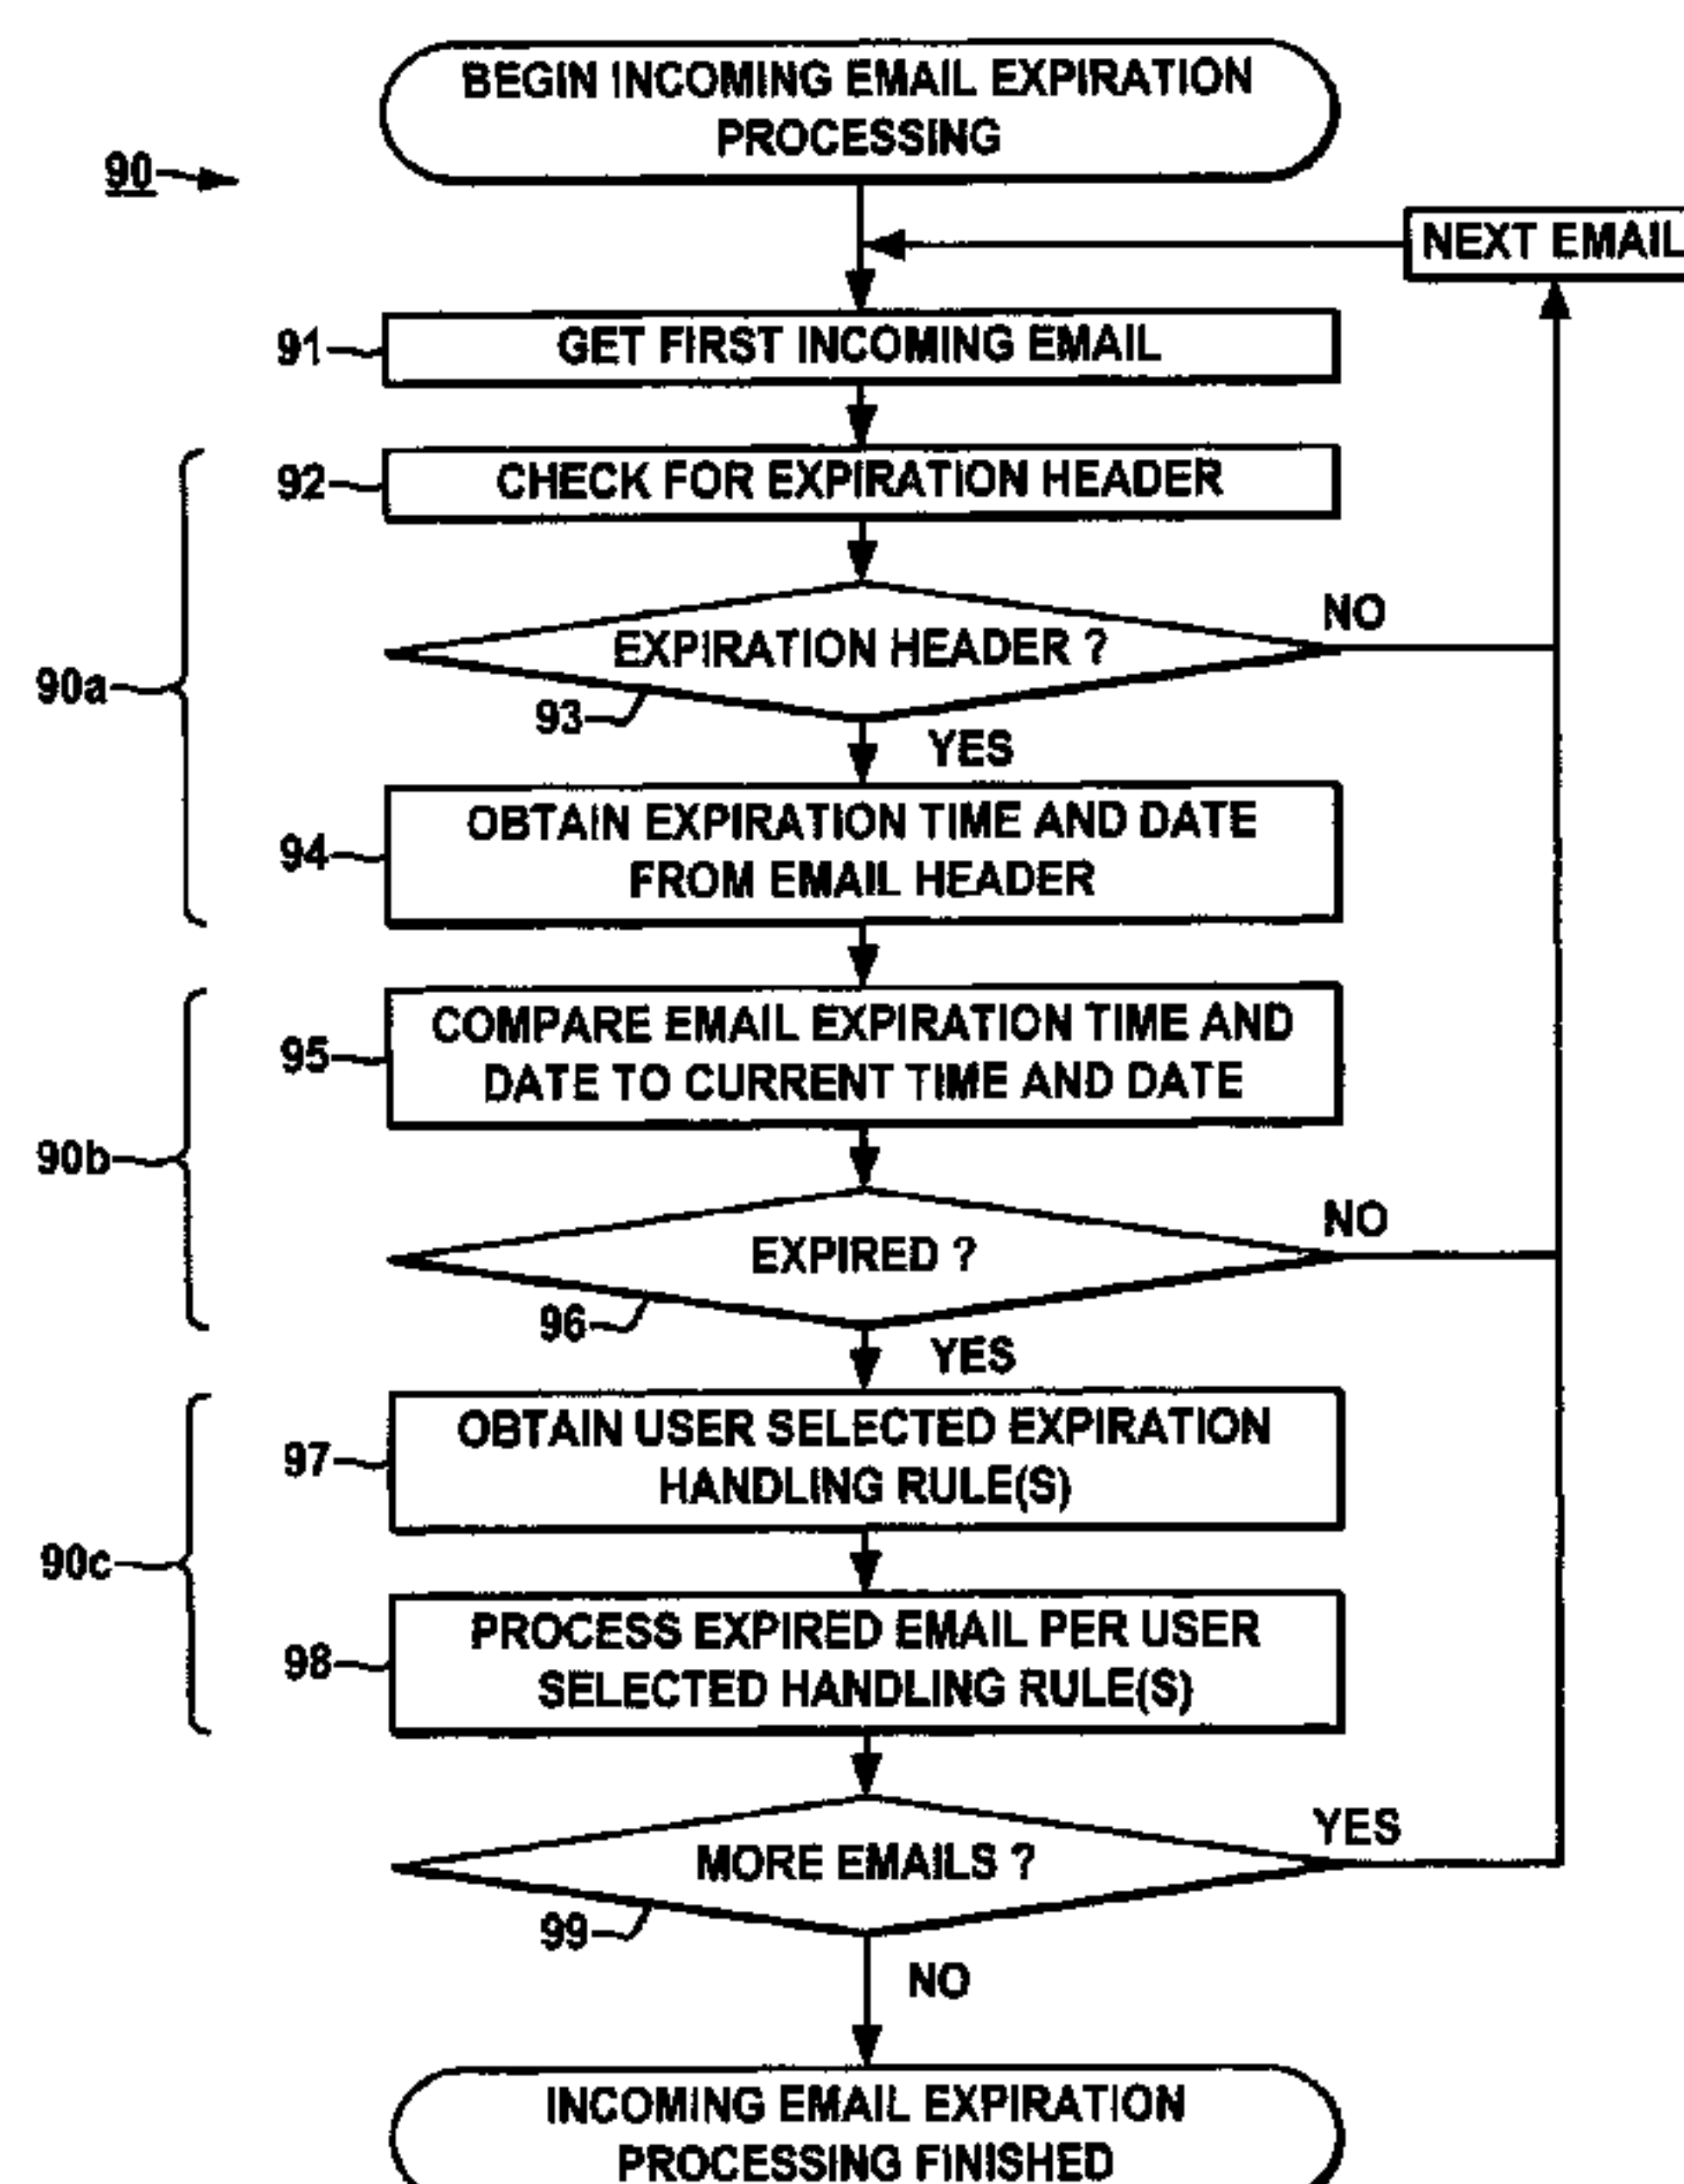 BEGIN INCOMING EMAIL EXPIRATION
PROCESSING
90
NEXT EMAIL
91
GET FIRST INCOMING EMAIL
92
CHECK FOR EXPIRATION HEADER
NO
EXPIRATION HEADER ?
90a
93
YES
94
OBTAIN EXPIRATION TIME AND DATE
FROM EMAIL HEADER
95
COMPARE EMAIL EXPIRATION TIME AND
DATE TO CURRENT TIME AND DATE
90b
NO
EXPIRED ?
96
YES
97
OBTAIN USER SELECTED EXPIRATION
HANDLING RULE(S)
90c
98
PROCESS EXPIRED EMAIL PER USER
SELECTED HANDLING RULE(S)
YES
MORE EMAILS ?
99
NO
INCOMING EMAIL EXPIRATION
PROCESSING FINISHED